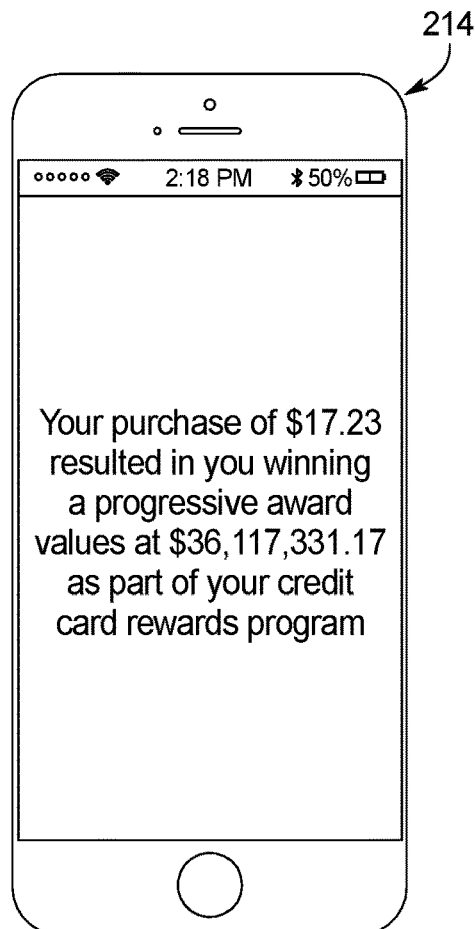 214
2:18 PM 50%
Your purchase of $17.23
resulted in you winning
a progressive award
values at $36,117,331.17
as part of your credit
card rewards program